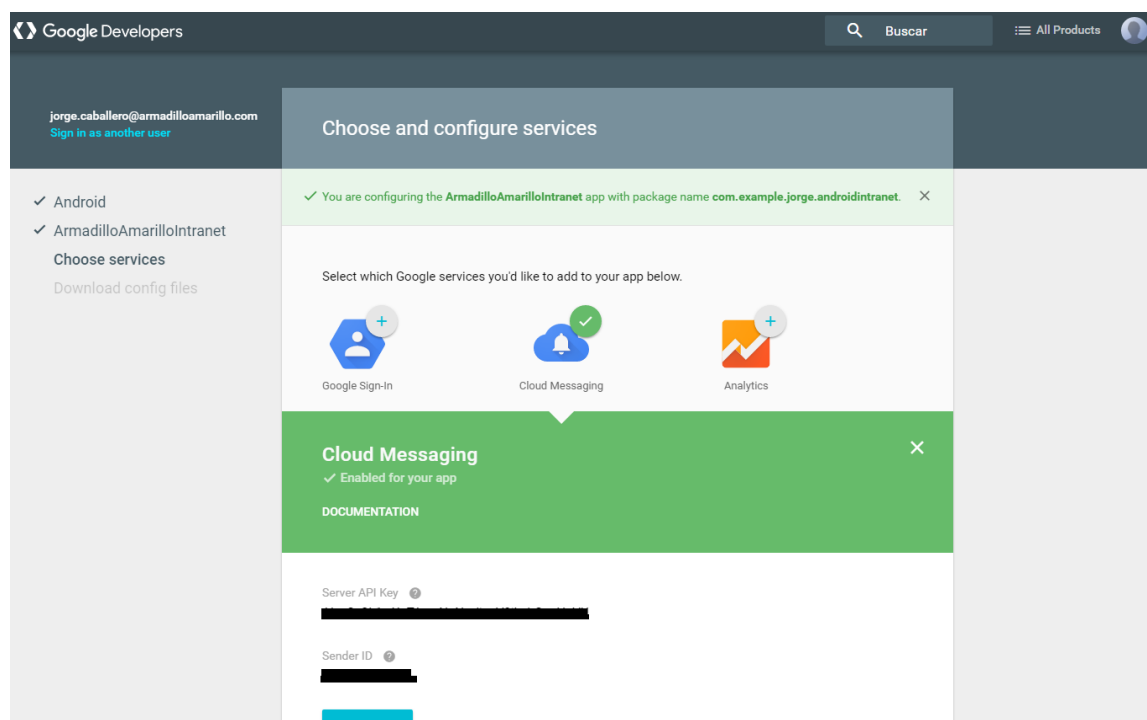 Google Developers
Buscar
All Products
jorge.caballero@armadilloamarillo.com
Sign in as another user
Choose and configure services
You are configuring the ArmadilloAmarilloIntranet app with package name com.example.jorge.androidintranet.
Android
ArmadilloAmarilloIntranet
Choose services
Download config files
Select which Google services you'd like to add to your app below.
Google Sign-In
Cloud Messaging
Analytics
Cloud Messaging
Enabled for your app
DOCUMENTATION
Server API Key
Sender ID